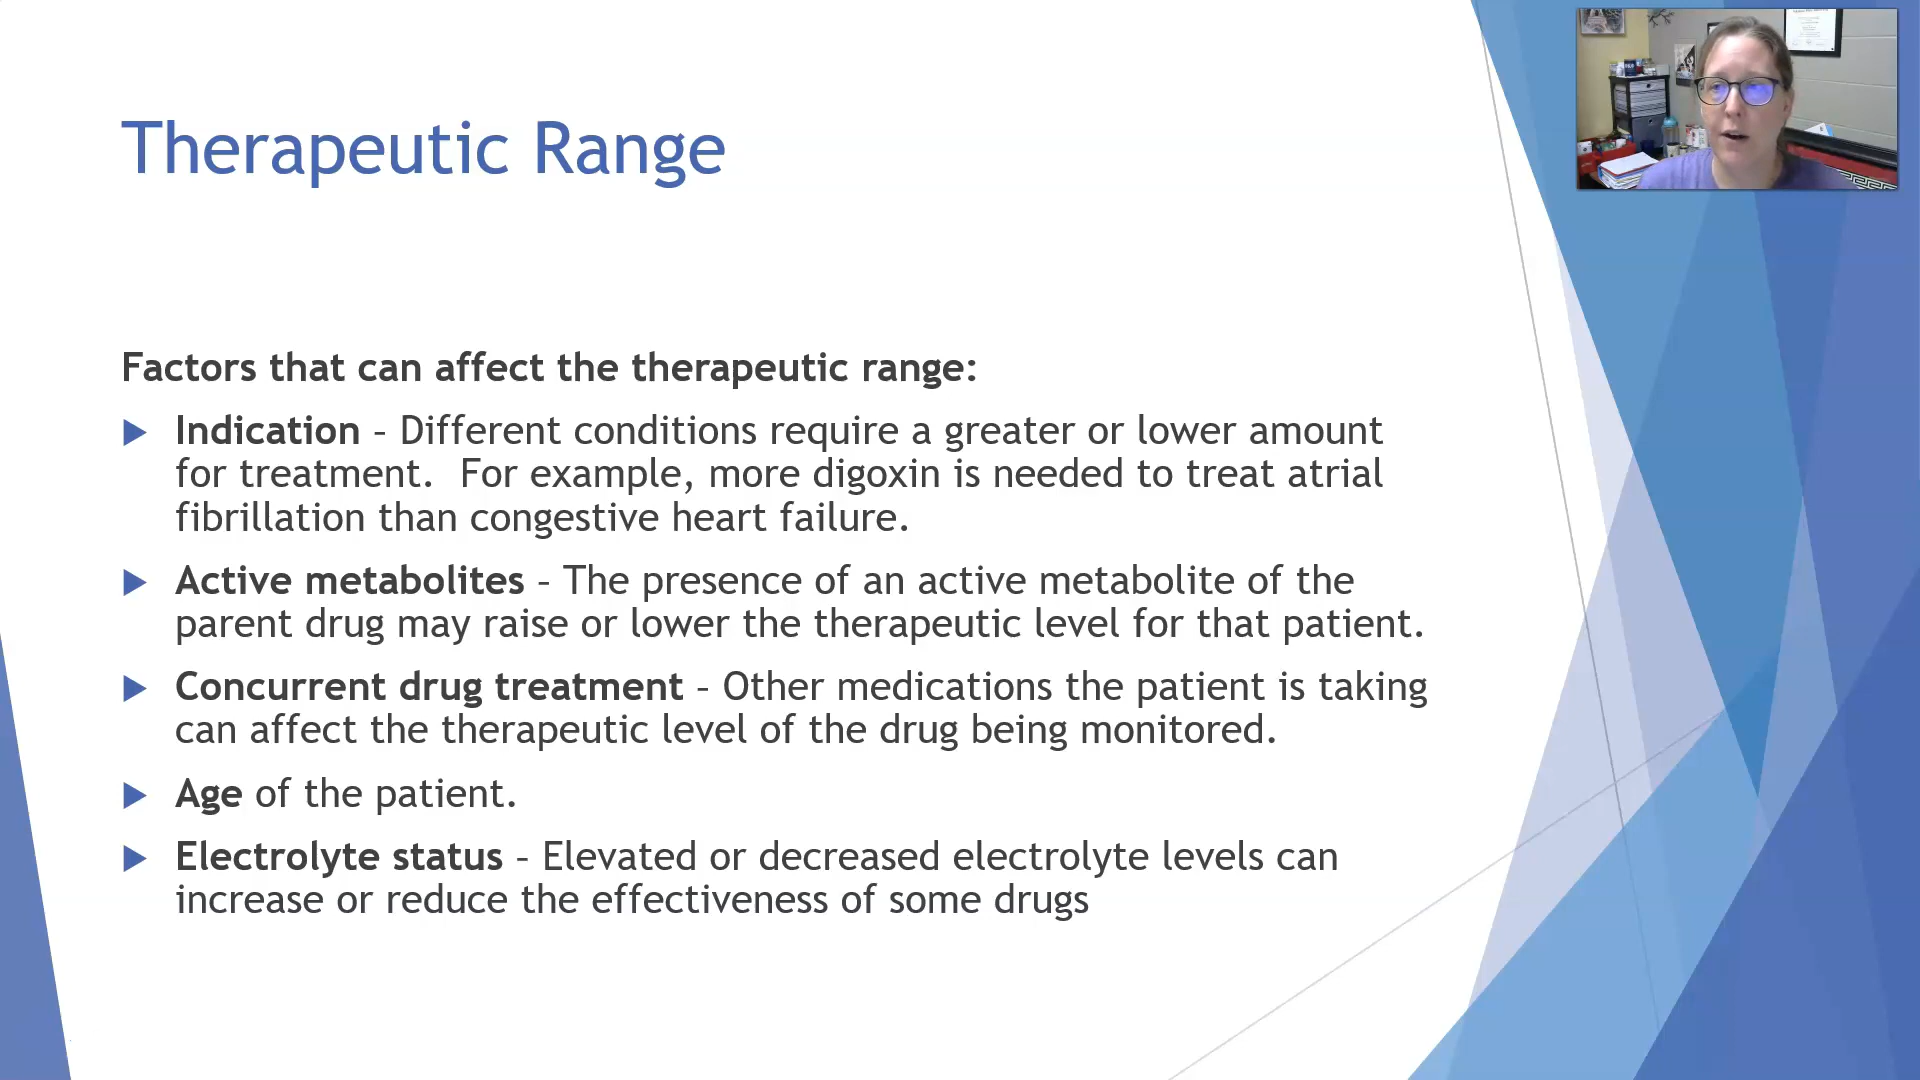 Therapeutic Range
Factors that can affect the therapeutic range:
Indication – Different conditions require a greater or lower amount
for treatment.  For example, more digoxin is needed to treat atrial
fibrillation than congestive heart failure.
Active metabolites – The presence of an active metabolite of the
parent drug may raise or lower the therapeutic level for that patient.
Concurrent drug treatment – Other medications the patient is taking
can affect the therapeutic level of the drug being monitored.
Age of the patient.
Electrolyte status – Elevated or decreased electrolyte levels can
increase or reduce the effectiveness of some drugs